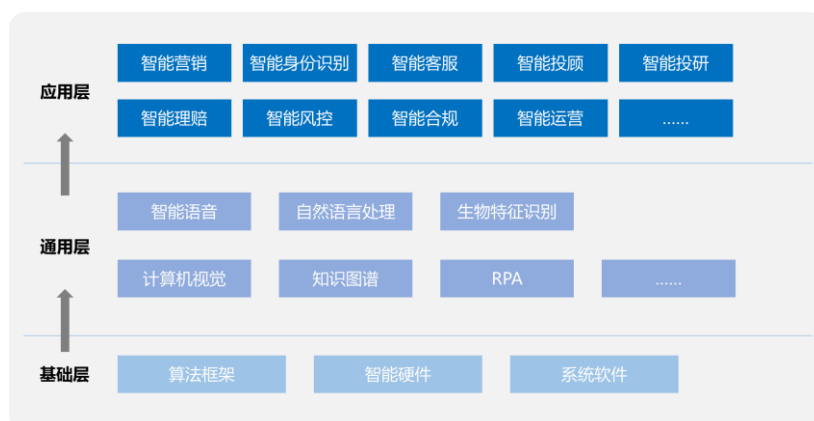 智能营销 智能身份识别 智能客服 智能投顾 智能投研
应用层
智能理赔 智能风控 智能合规 智能运营 ......
智能语音 自然语言处理 生物特征识别
通用层
计算机视觉 知识图谱 RPA ......
基础层 算法框架 智能硬件 系统软件